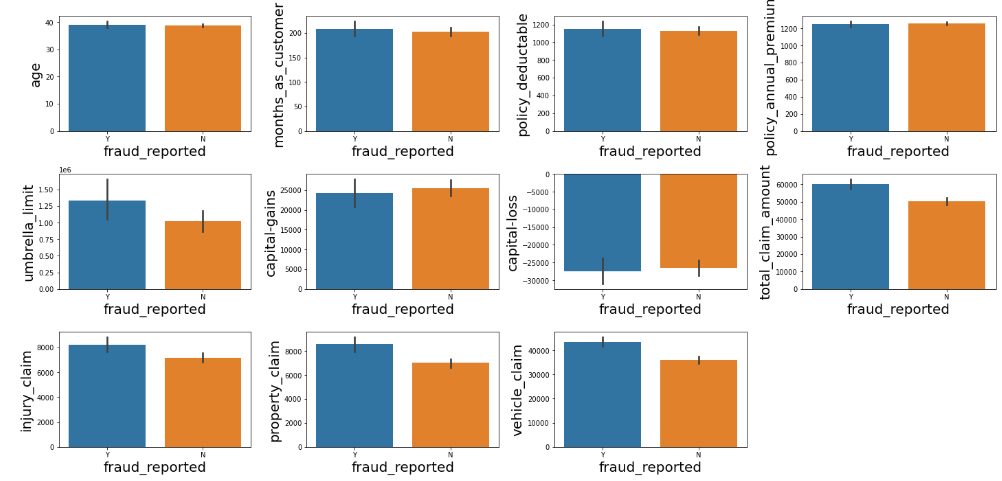 age
40
30
20
10
0
Y
N
fraud_reported
months_as_customer
200
150
100
50
0
Y
N
fraud_reported
policy_deductable
1200
1000
800
600
400
200
0
Y
N
fraud_reported
policy_annual_premium
1200
1000
800
600
400
200
0
Y
N
fraud_reported
1e6
umbrella_limit
1.50
1.25
1.00
0.75
0.50
0.25
0.00
Y
N
fraud_reported
capital-gains
25000
20000
15000
10000
5000
0
Y
N
fraud_reported
capital-loss
0
−5000
−10000
−15000
−20000
−25000
−30000
Y
N
fraud_reported
total_claim_amount
60000
50000
40000
30000
20000
10000
0
Y
N
fraud_reported
injury_claim
8000
6000
4000
2000
0
Y
N
fraud_reported
property_claim
8000
6000
4000
2000
0
Y
N
fraud_reported
vehicle_claim
40000
30000
20000
10000
0
Y
N
fraud_reported